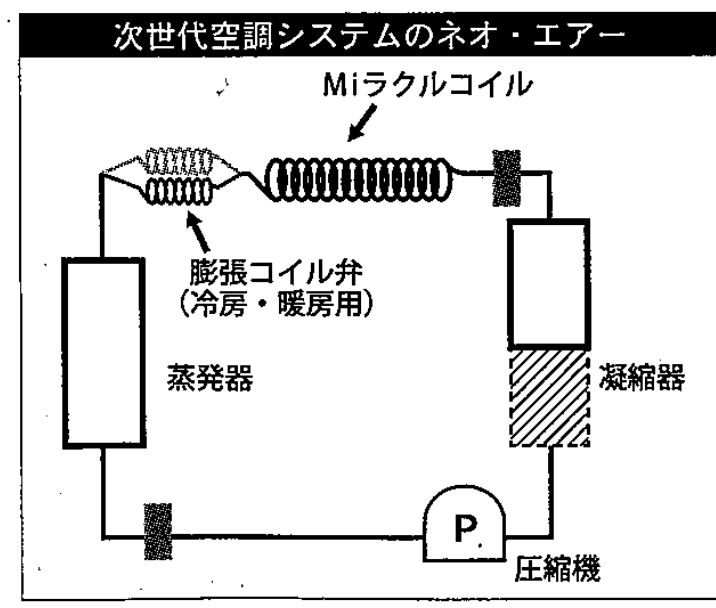 次世代空調システムのネオ・エアー
Miラクルコイル
膨張コイル弁
(冷房・暖房用)
蒸発器
凝縮器
P
圧縮機